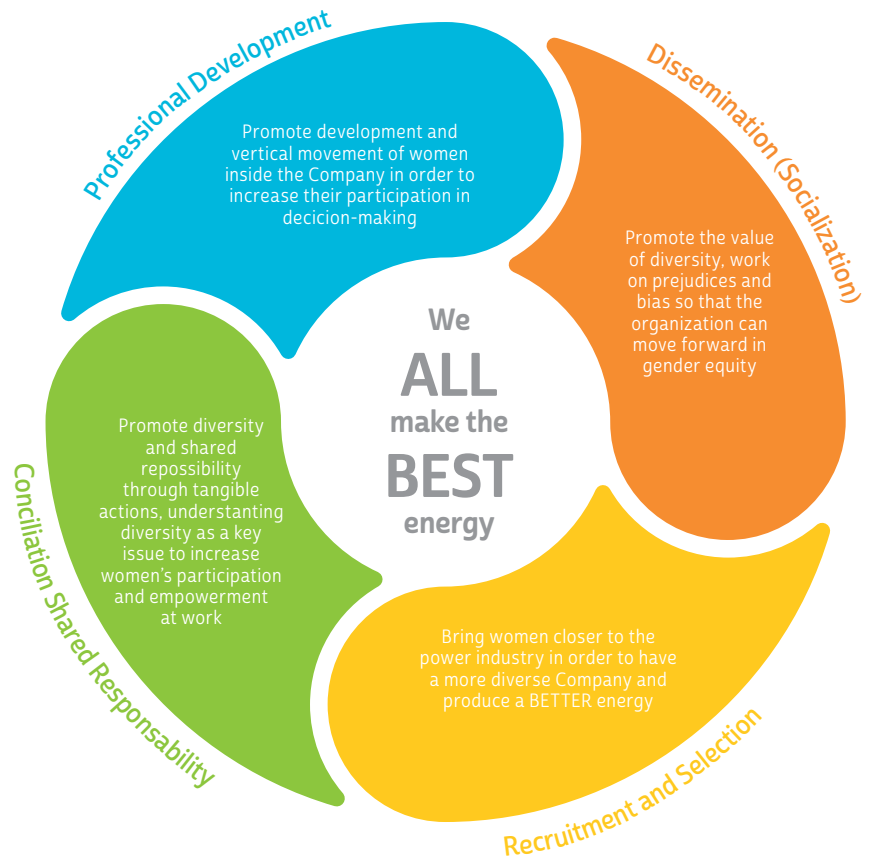 Professional Development
Promote development and
vertical movement of women
inside the Company in order to
increase their participation in
decicion-making
Dissemination (Socialization)
Promote the value
of diversity, work
on prejudices and
bias so that the
organization can
move forward in
gender equity
We
ALL
make the
BEST
energy
Conciliation Shared Responsability
Promote diversity
and shared
repossibility
through tangible
actions, understanding
diversity as a key
issue to increase
women's participation
and empowerment
at work
Bring women closer to the
power industry in order to have
a more diverse Company and
produce a BETTER energy
Recruitment and Selection